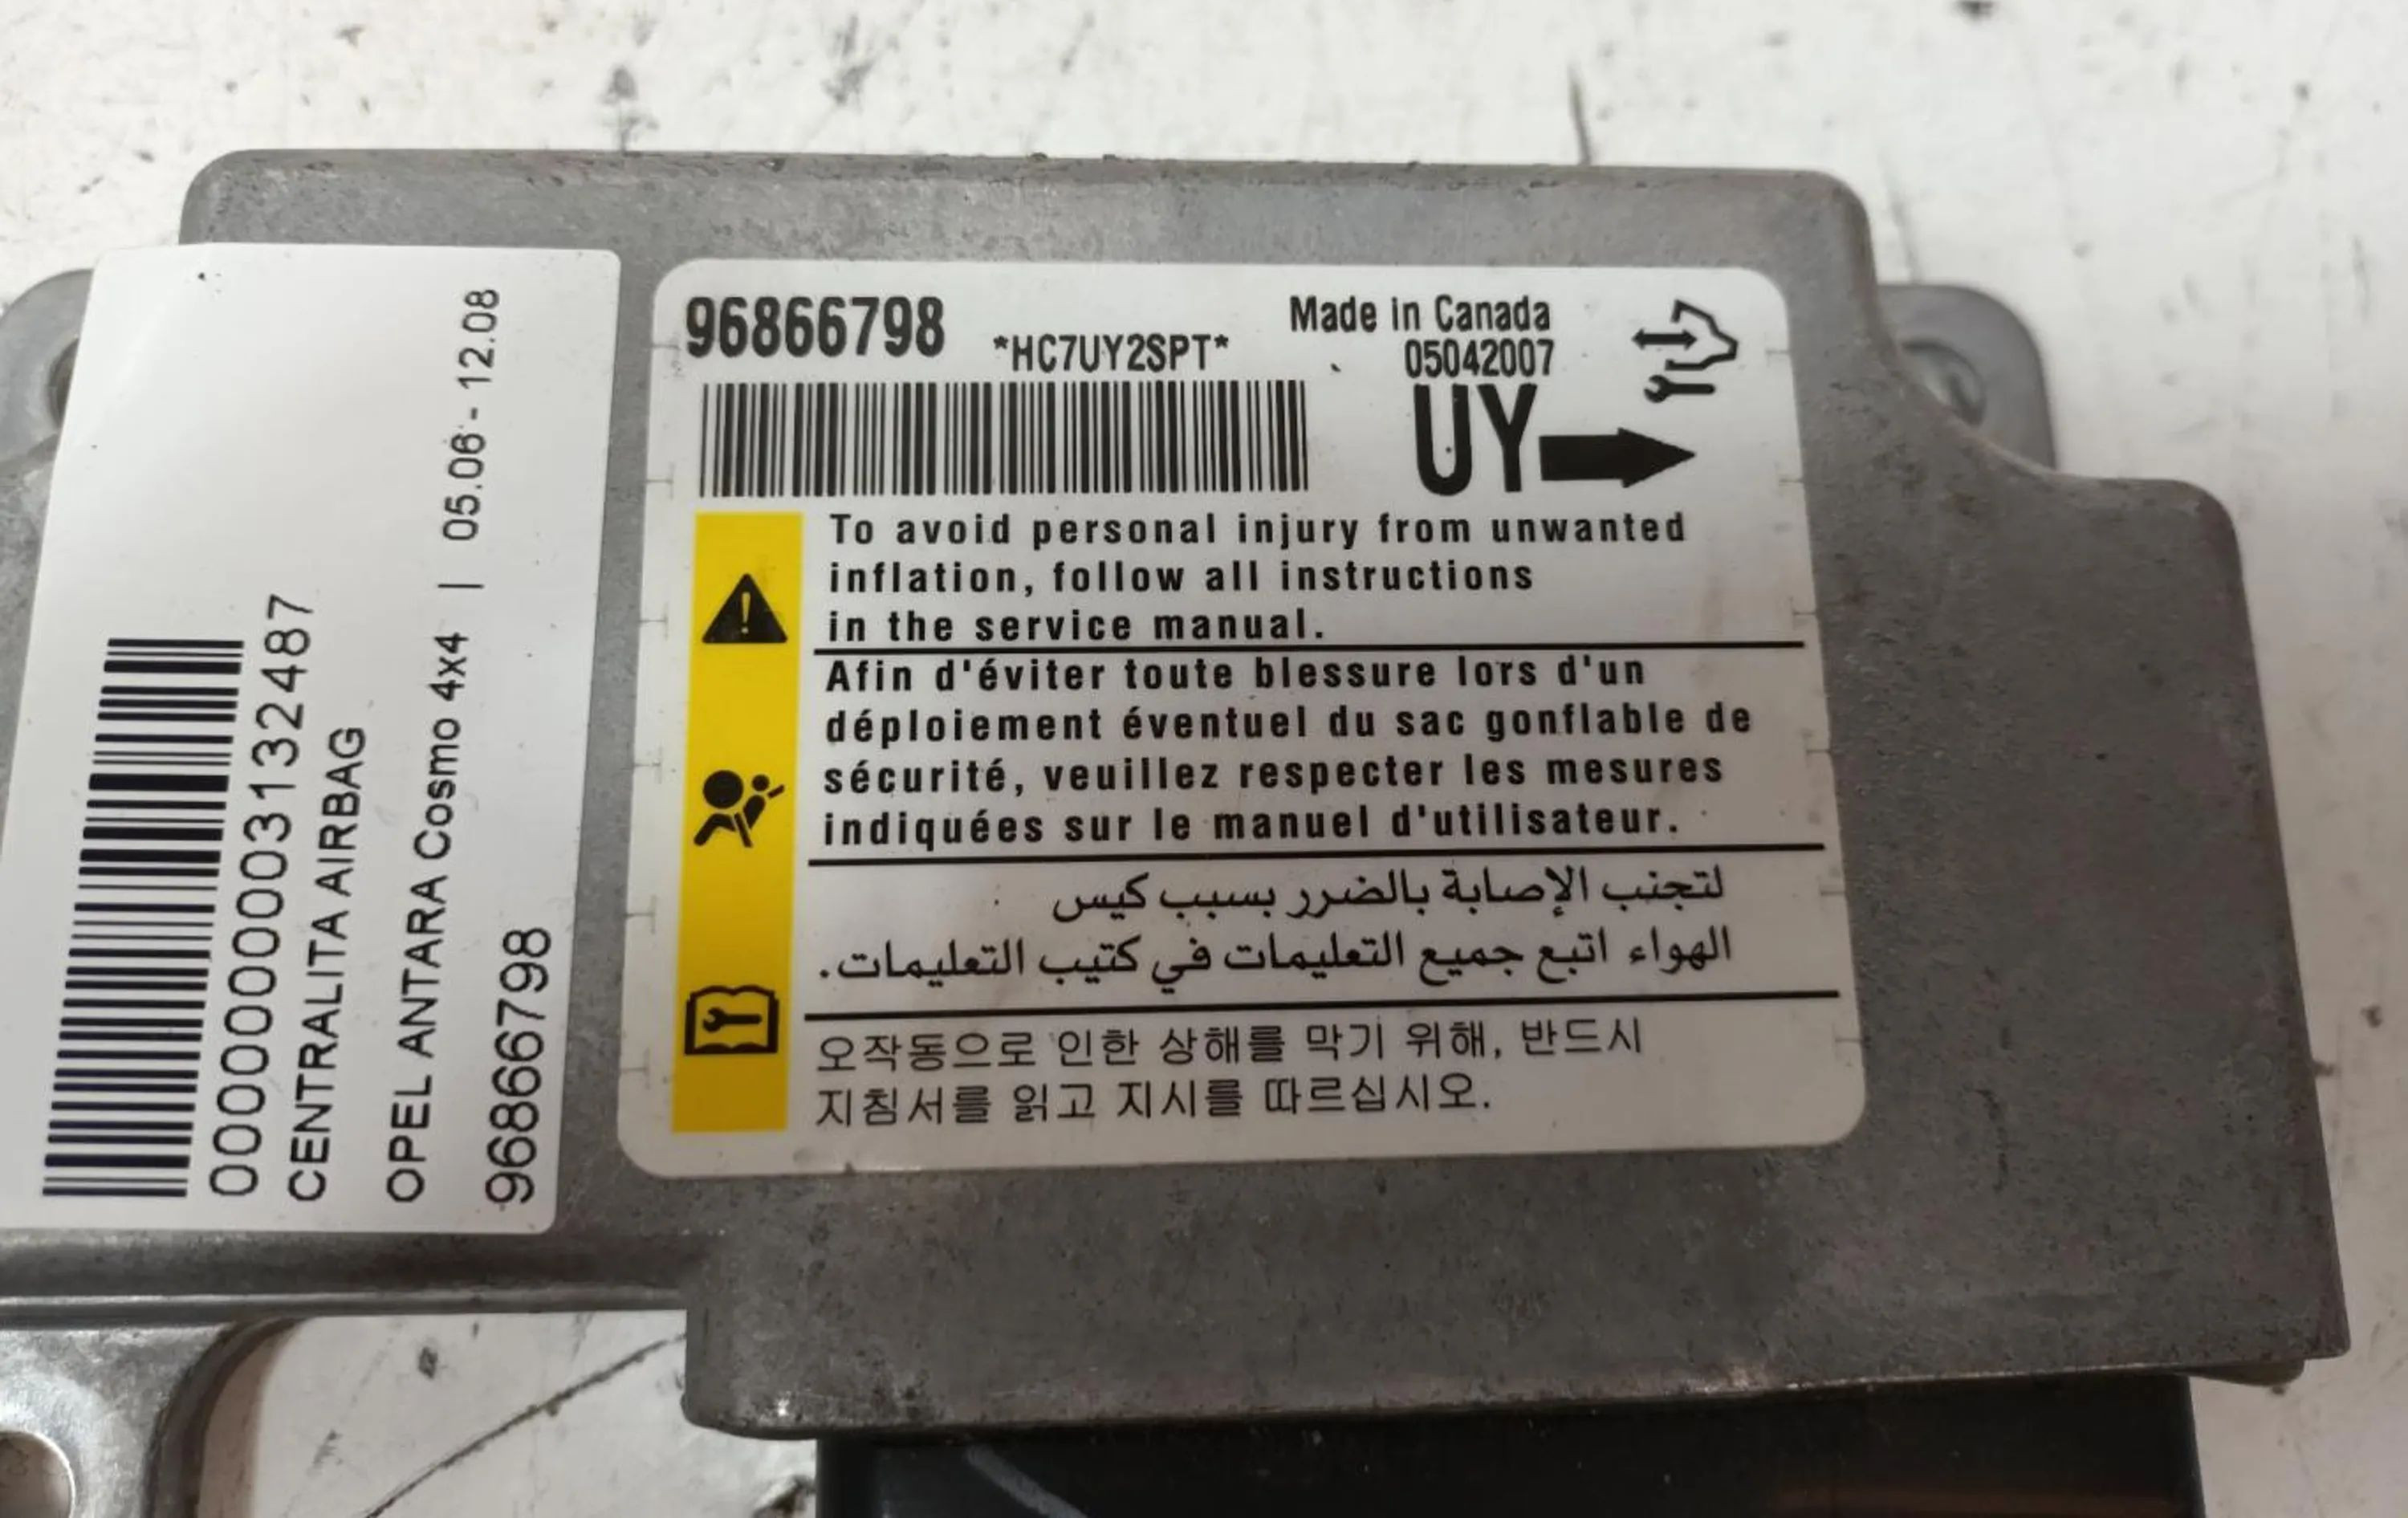 0000000003132487
CENTRALITA AIRBAG
OPEL ANTARA Cosmo 4x4 | 05.06 - 12.08
96866798
96866798
*HC7UY2SPT*
Made in Canada
05042007
UY
To avoid personal injury from unwanted
inflation, follow all instructions
in the service manual.
Afin d'éviter toute blessure lors d'un
déploiement éventuel du sac gonflable de
sécurité, veuillez respecter les mesures
indiquées sur le manuel d'utilisateur.
لتجنب الإصابة بالضرر بسبب كيس
الهواء اتبع جميع التعليمات في كتيب التعليمات.
오작동으로 인한 상해를 막기 위해, 반드시
지침서를 읽고 지시를 따르십시오.